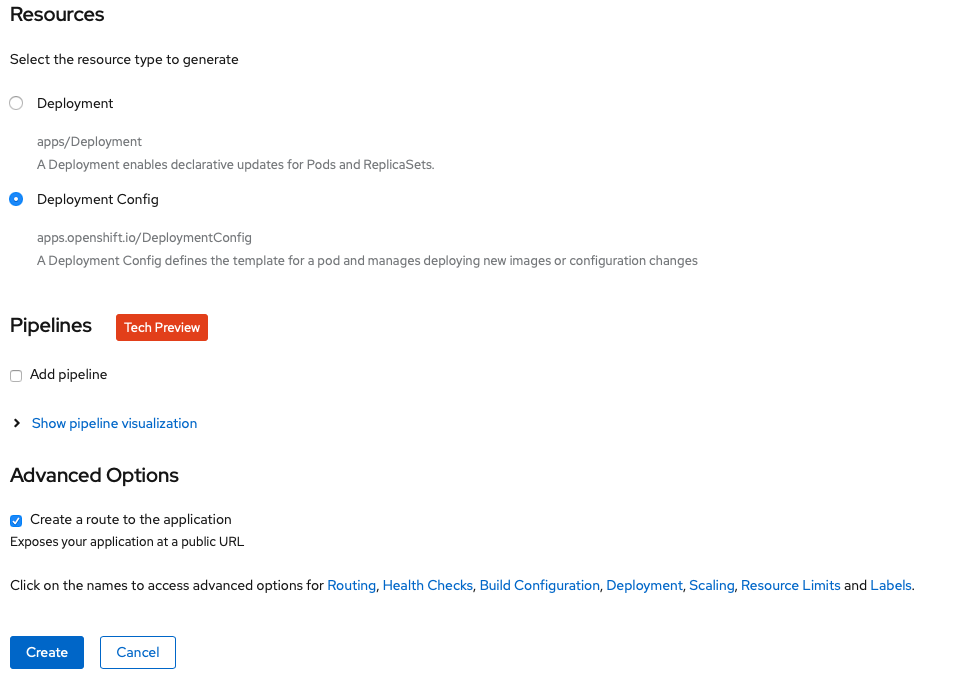 Resources
Select the resource type to generate
Deployment
apps/Deployment
A Deployment enables declarative updates for Pods and ReplicaSets.
Deployment Config
apps.openshift.io/DeploymentConfig
A Deployment Config defines the template for a pod and manages deploying new images or configuration changes
Pipelines Tech Preview
Add pipeline
Show pipeline visualization
Advanced Options
Create a route to the application
Exposes your application at a public URL
Click on the names to access advanced options for Routing, Health Checks, Build Configuration, Deployment, Scaling, Resource Limits and Labels.
Create Cancel